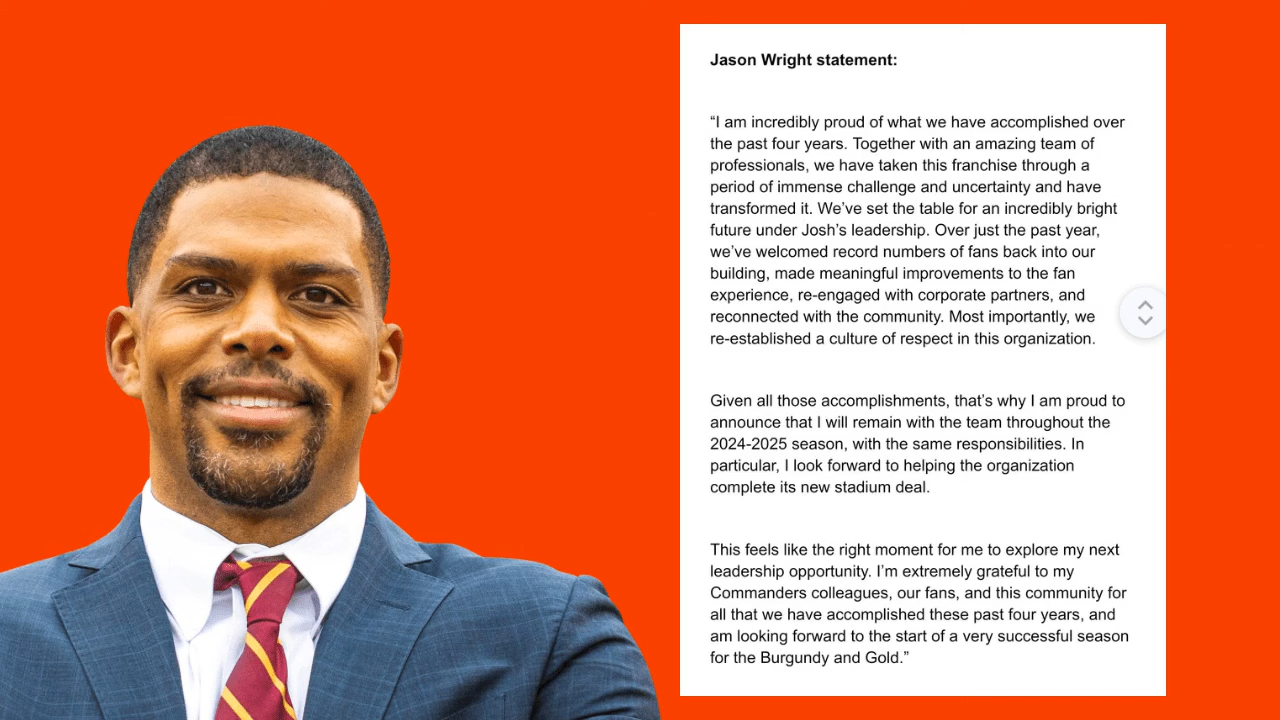 Jason Wright statement:
“I am incredibly proud of what we have accomplished over
the past four years. Together with an amazing team of
professionals, we have taken this franchise through a
period of immense challenge and uncertainty and have
transformed it. We’ve set the table for an incredibly bright
future under Josh’s leadership. Over just the past year,
we’ve welcomed record numbers of fans back into our
building, made meaningful improvements to the fan
experience, re-engaged with corporate partners, and
reconnected with the community. Most importantly, we
re-established a culture of respect in this organization.
Given all those accomplishments, that’s why I am proud to
announce that I will remain with the team throughout the
2024-2025 season, with the same responsibilities. In
particular, I look forward to helping the organization
complete its new stadium deal.
This feels like the right moment for me to explore my next
leadership opportunity. I’m extremely grateful to my
Commanders colleagues, our fans, and this community for
all that we have accomplished these past four years, and
am looking forward to the start of a very successful season
for the Burgundy and Gold.”